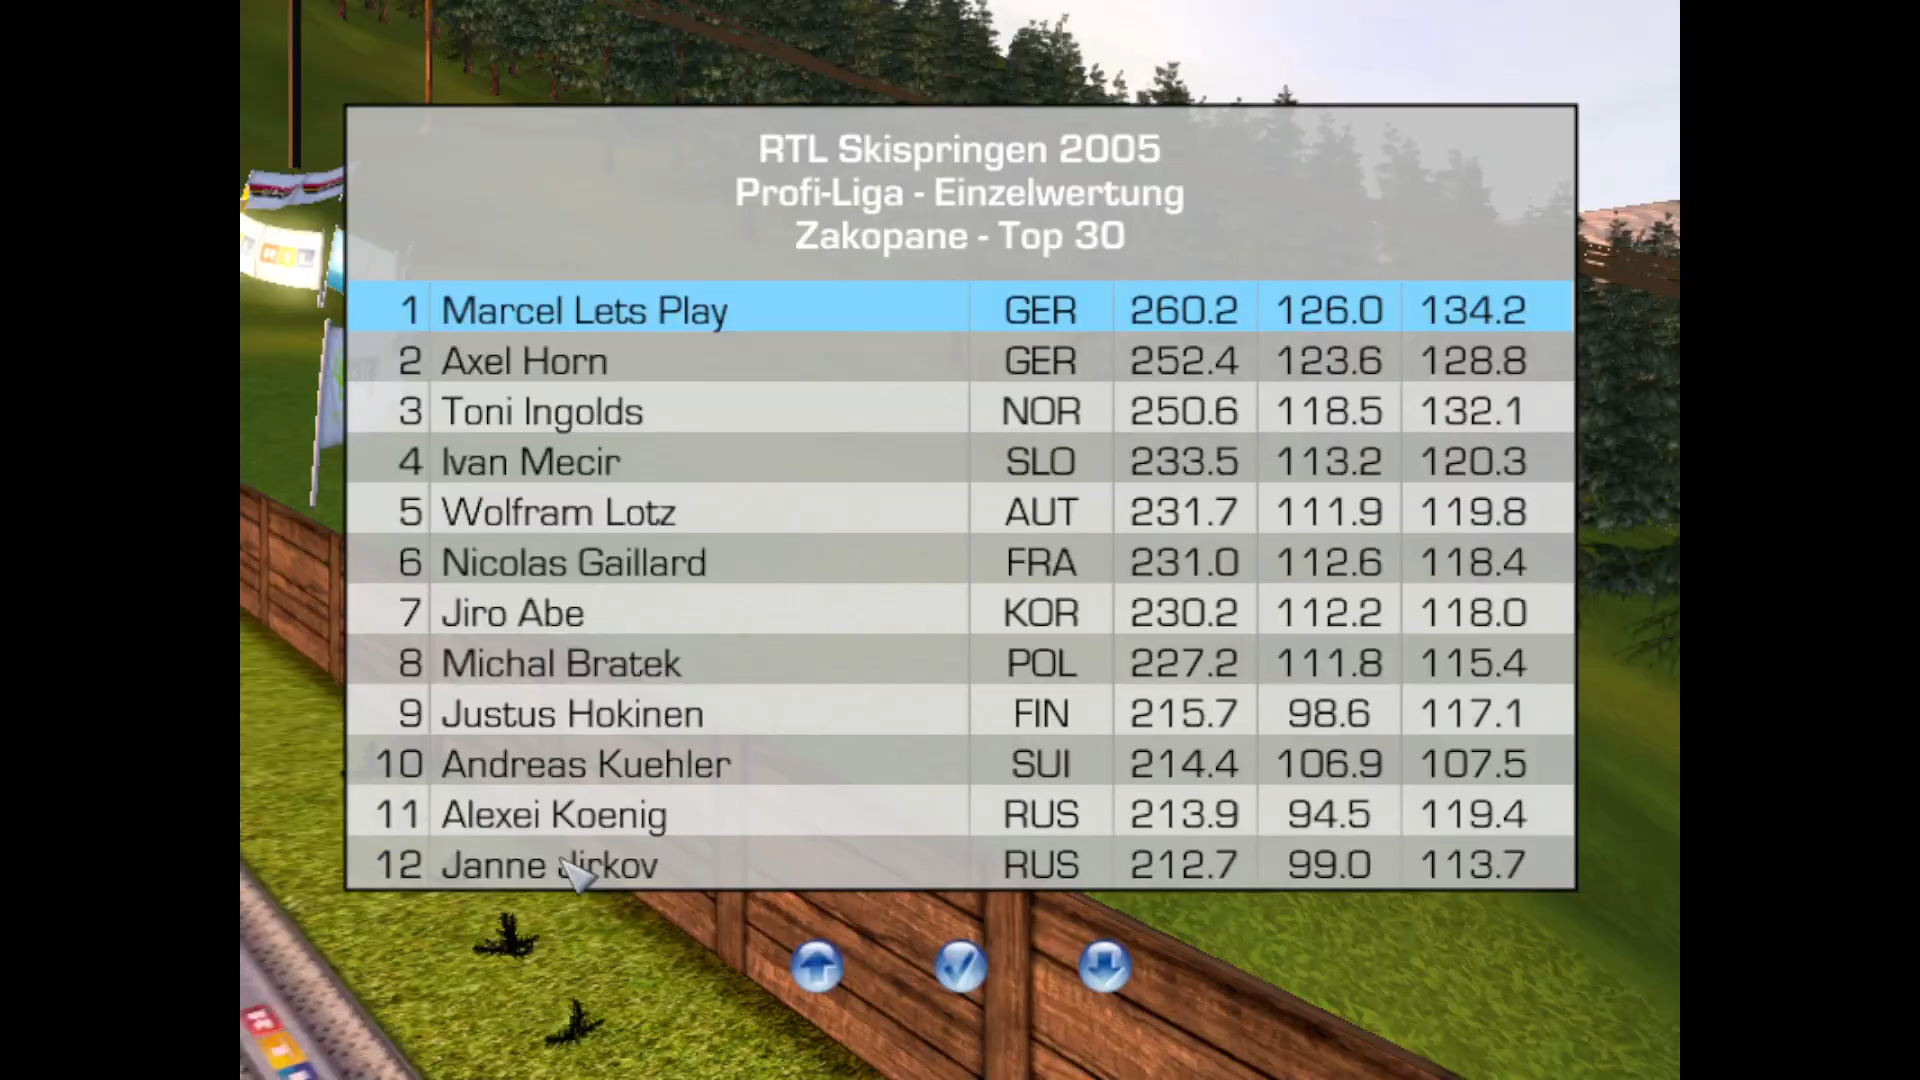 RTL Skispringen 2005
Profi-Liga - Einzelwertung
Zakopane - Top 30
1 Marcel Lets Play GER 260.2 126.0 134.2
2 Axel Horn GER 252.4 123.6 128.8
3 Toni Ingolds NOR 250.6 118.5 132.1
4 Ivan Mecir SLO 233.5 113.2 120.3
5 Wolfram Lotz AUT 231.7 111.9 119.8
6 Nicolas Gaillard FRA 231.0 112.6 118.4
7 Jiro Abe KOR 230.2 112.2 118.0
8 Michal Bratek POL 227.2 111.8 115.4
9 Justus Hokinen FIN 215.7 98.6 117.1
10 Andreas Kuehler SUI 214.4 106.9 107.5
11 Alexei Koenig RUS 213.9 94.5 119.4
12 Janne Jirkov RUS 212.7 99.0 113.7
RTL
RTL